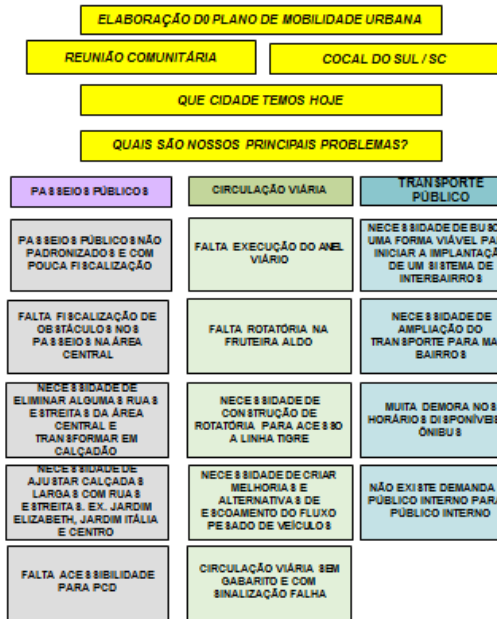 ELABORAÇÃO D0 PLANO DE MOBILIDADE URBANA
REUNIÃO COMUNITÁRIA
COCAL DO SUL / SC
QUE CIDADE TEMOS HOJE
QUAIS SÃO NOSSOS PRINCIPAIS PROBLEMAS?
PASSEIOS PÚBLICOS
CIRCULAÇÃO VIÁRIA
TRANSPORTE
PÚBLICO
PASSEIOS PÚBLICOS NÃO
PADRONIZADOS E COM
POUCA FISCALIZAÇÃO
FALTA EXECUÇÃO DO ANEL
VIÁRIO
NECESSIDADE DE
UMA FORMA VIÁVEL
INICIAR A IMPLANTAÇÃ
DE UM SISTEMA DE
INTERBAIRROS
FALTA FISCALIZAÇÃO DE
OBSTÁCULOS NOS
PASSEIOS NA ÁREA
CENTRAL
FALTA ROTATÓRIA NA
FRUTEIRA ALDO
NECESSIDADE DE
AMPLIAÇÃO DO
TRANSPORTE PARA
BAIRROS
NECESSIDADE DE
ELIMINAR ALGUMAS RUAS
ESTREITAS DA ÁREA
CENTRAL E
TRANSFORMAR EM
CALÇADÃO
NECESSIDADE DE
CONSTRUÇÃO DE
ROTATÓRIA PARA ACESSO
A LINHA TIGRE
MUITA DEMORA NOS
HORÁRIOS DISPONÍVEIS
ÔNIBUS
NECESSIDADE DE
AJUSTAR CALÇADAS
LARGAS COM RUAS
ESTREITAS. EX. JARDIM
ELIZABETH, JARDIM ITÁLIA
E CENTRO
NECESSIDADE DE CRIAR
MELHORIAS E
ALTERNATIVAS DE
ESCOAMENTO DO FLUXO
PESADO DE VEÍCULOS
NÃO EXISTE DEMANDA
PÚBLICO INTERNO PARA
PÚBLICO INTERNO
FALTA ACESSIBILIDADE
PARA PCD
CIRCULAÇÃO VIÁRIA SEM
GABARITO E COM
SINALIZAÇÃO FALHA